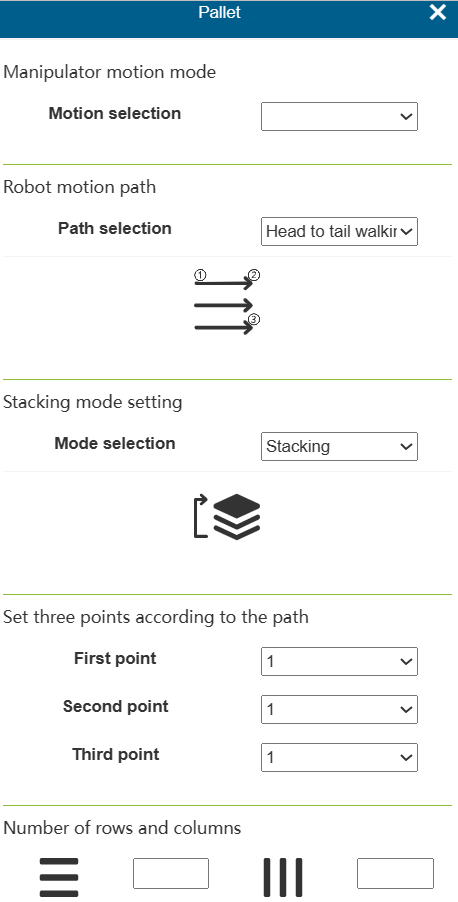 Pallet
Manipulator motion mode
Motion selection
Robot motion path
Path selection Head to tail walkir
① ②
③
Stacking mode setting
Mode selection Stacking
Set three points according to the path
First point 1
Second point 1
Third point 1
Number of rows and columns